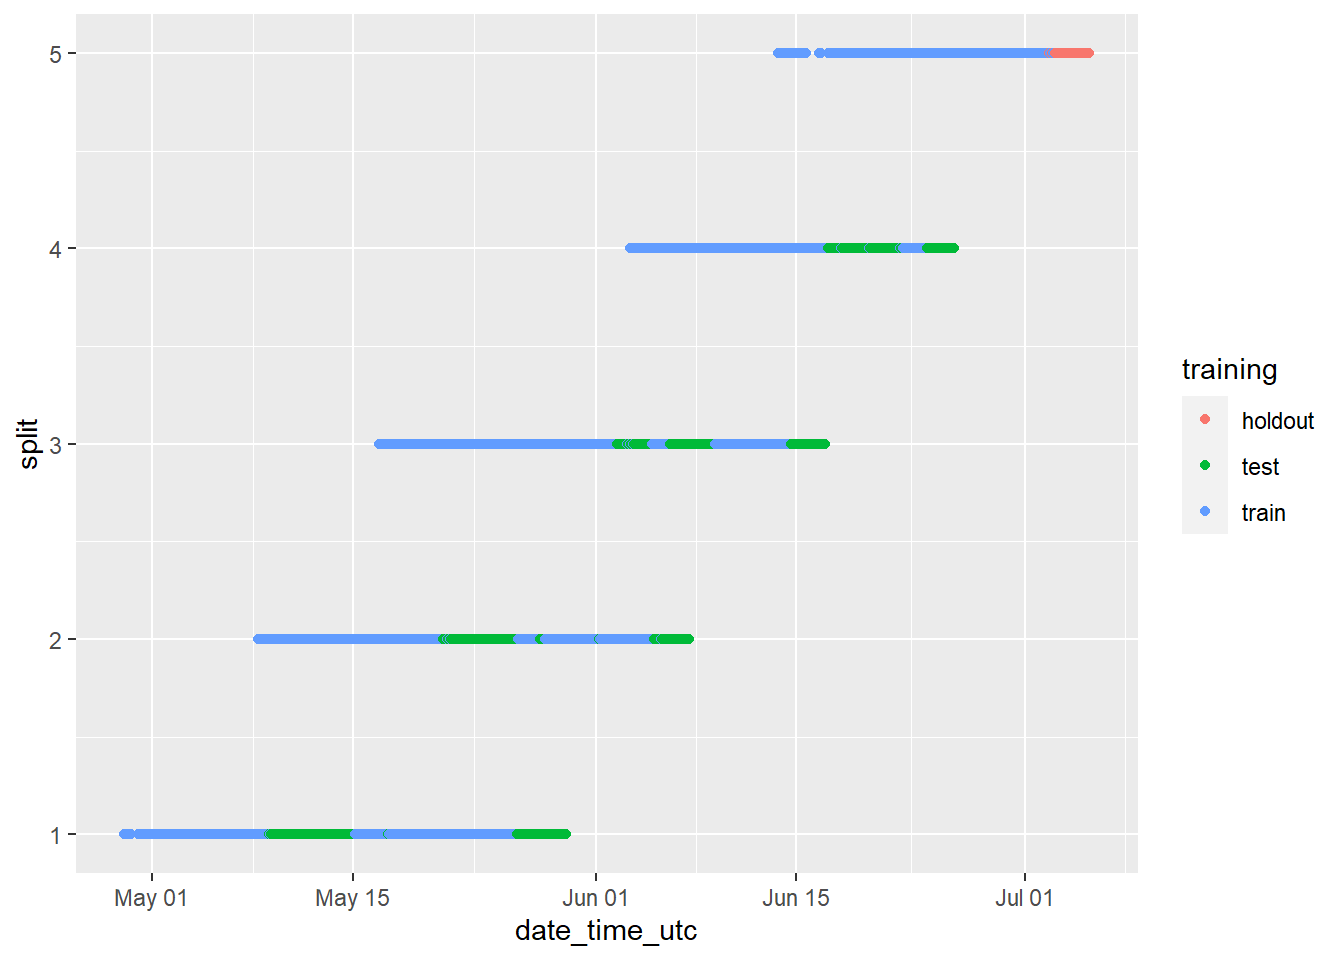 5
4
3
2
1
split
May 01
May 15
Jun 01
Jun 15
Jul 01
date_time_utc
training
holdout
test
train